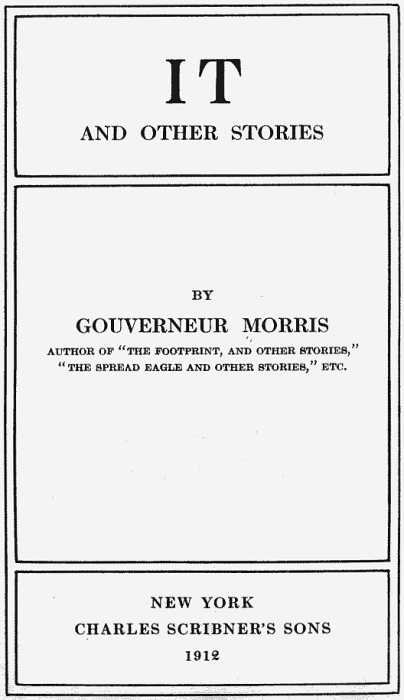 IT
AND OTHER STORIES
BY
GOUVERNEUR MORRIS
AUTHOR OF "THE FOOTPRINT, AND OTHER STORIES,"
"THE SPREAD EAGLE AND OTHER STORIES," ETC.
NEW YORK
CHARLES SCRIBNER'S SONS
1912